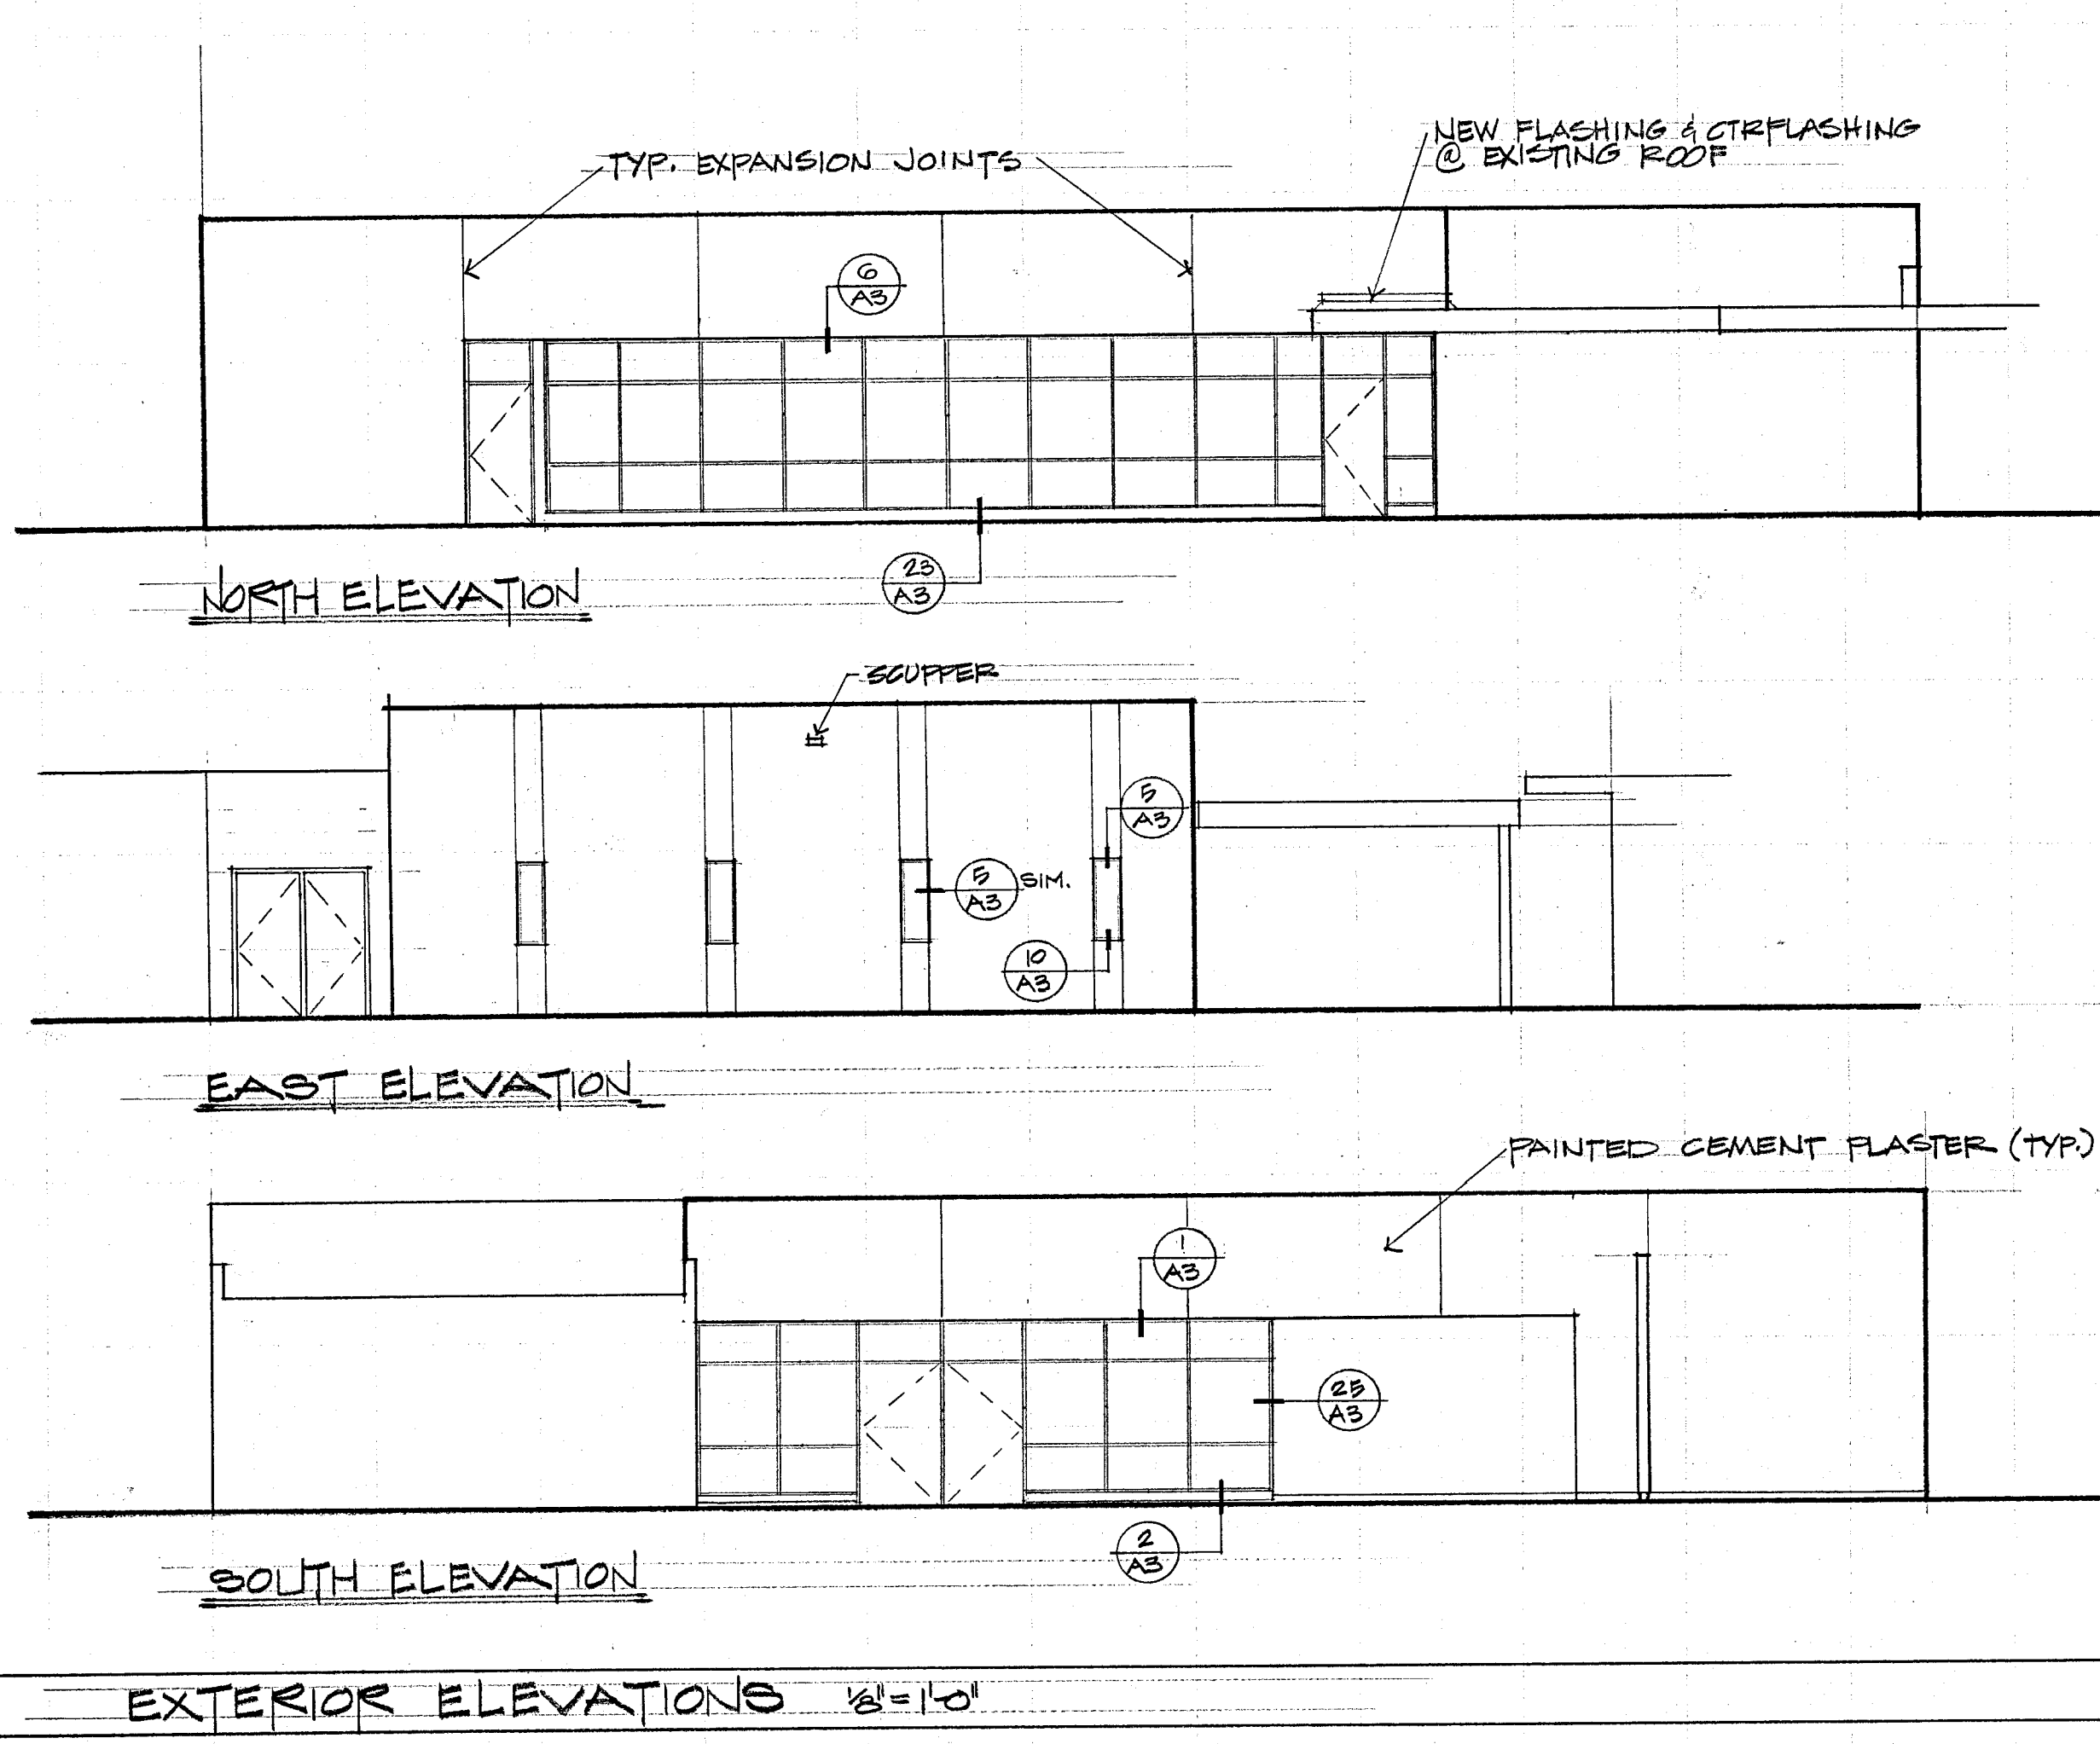 NEW FLASHING & CTRFLASHING
@ EXISTING ROOF
TYP. EXPANSION JOINTS
6
A3
23
A3
NORTH ELEVATION
SCUPPER
5
A3
5
A3
SIM.
10
A3
EAST ELEVATION
PAINTED CEMENT PLASTER (TYP.)
1
A3
25
A3
2
A3
SOUTH ELEVATION
EXTERIOR ELEVATIONS 1/8"=1'-0"